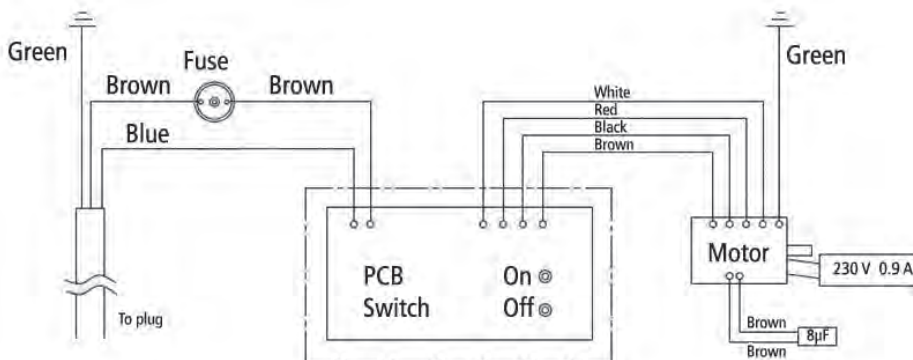 Green
Brown
Fuse
Brown
Blue
To plug
White
Red
Black
Brown
Green
PCB
Switch
On
Off
Motor
230 V 0.9 A
Brown
Brown
8µF